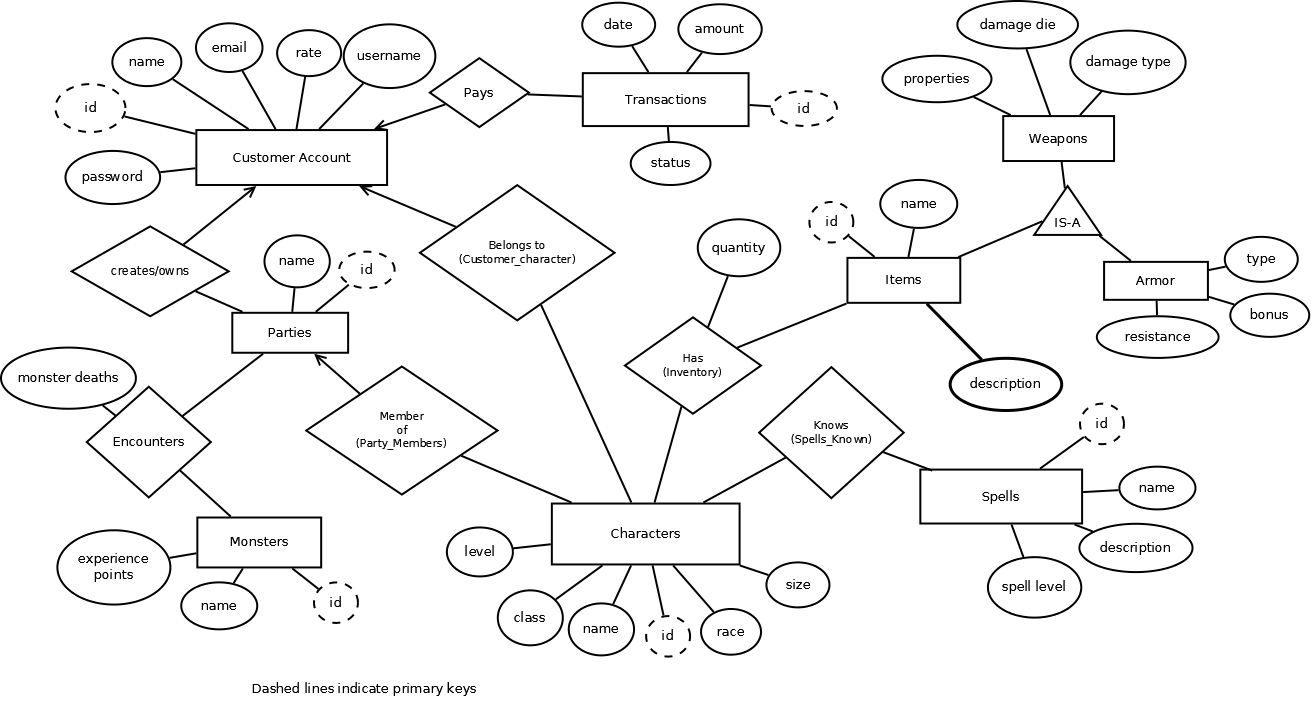 date
amount
damage die
name
email
rate
username
damage type
properties
id
Pays
Transactions
id
Customer Account
status
Weapons
password
id
name
IS-A
creates/owns
name
id
Belongs to
(Customer_character)
quantity
Items
Armor
type
bonus
resistance
Parties
Has
(Inventory)
description
monster deaths
Encounters
Member
of
(Party_Members)
Knows
(Spells_Known)
id
Spells
name
description
spell level
Monsters
experience
points
name
id
Characters
level
class
name
id
race
size
Dashed lines indicate primary keys